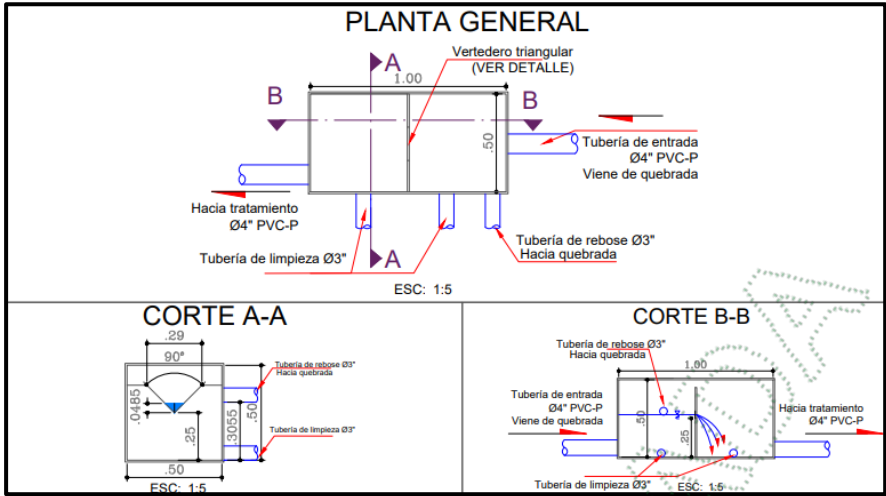 PLANTA GENERAL
A
Vertedero triangular
(VER DETALLE)
1.00
B
B
.50
Tubería de entrada
Ø4" PVC-P
Viene de quebrada
Hacia tratamiento
Ø4" PVC-P
Tubería de limpieza Ø3"
A
Tubería de rebose Ø3"
Hacia quebrada
ESC: 1:5
CORTE A-A
.29
90°
Tubería de rebose Ø3"
Hacia quebrada
.0485
.25
.3055
.50
Tubería de limpieza Ø3"
.50
ESC: 1:5
CORTE B-B
Tubería de rebose Ø3"
Hacia quebrada
1.00
Tubería de entrada
Ø4" PVC-P
Viene de quebrada
.50
.25
Hacia tratamiento
Ø4" PVC-P
Tubería de limpieza Ø3"
ESC: 1:5